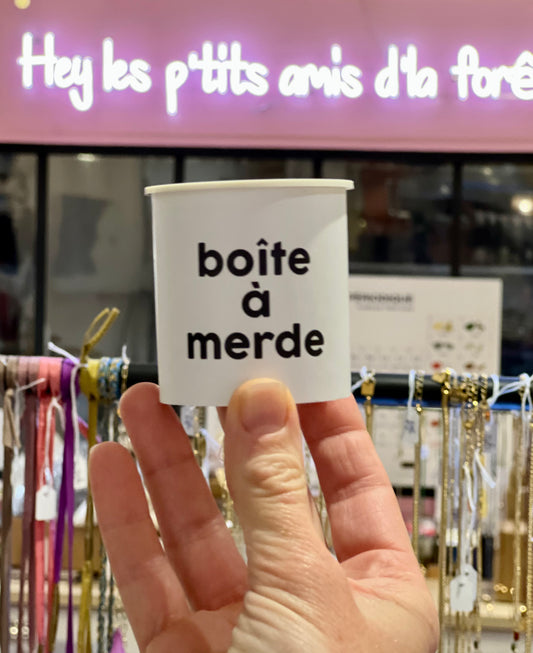 Hey les p'tits amis d'la forê
boîte
à
merde